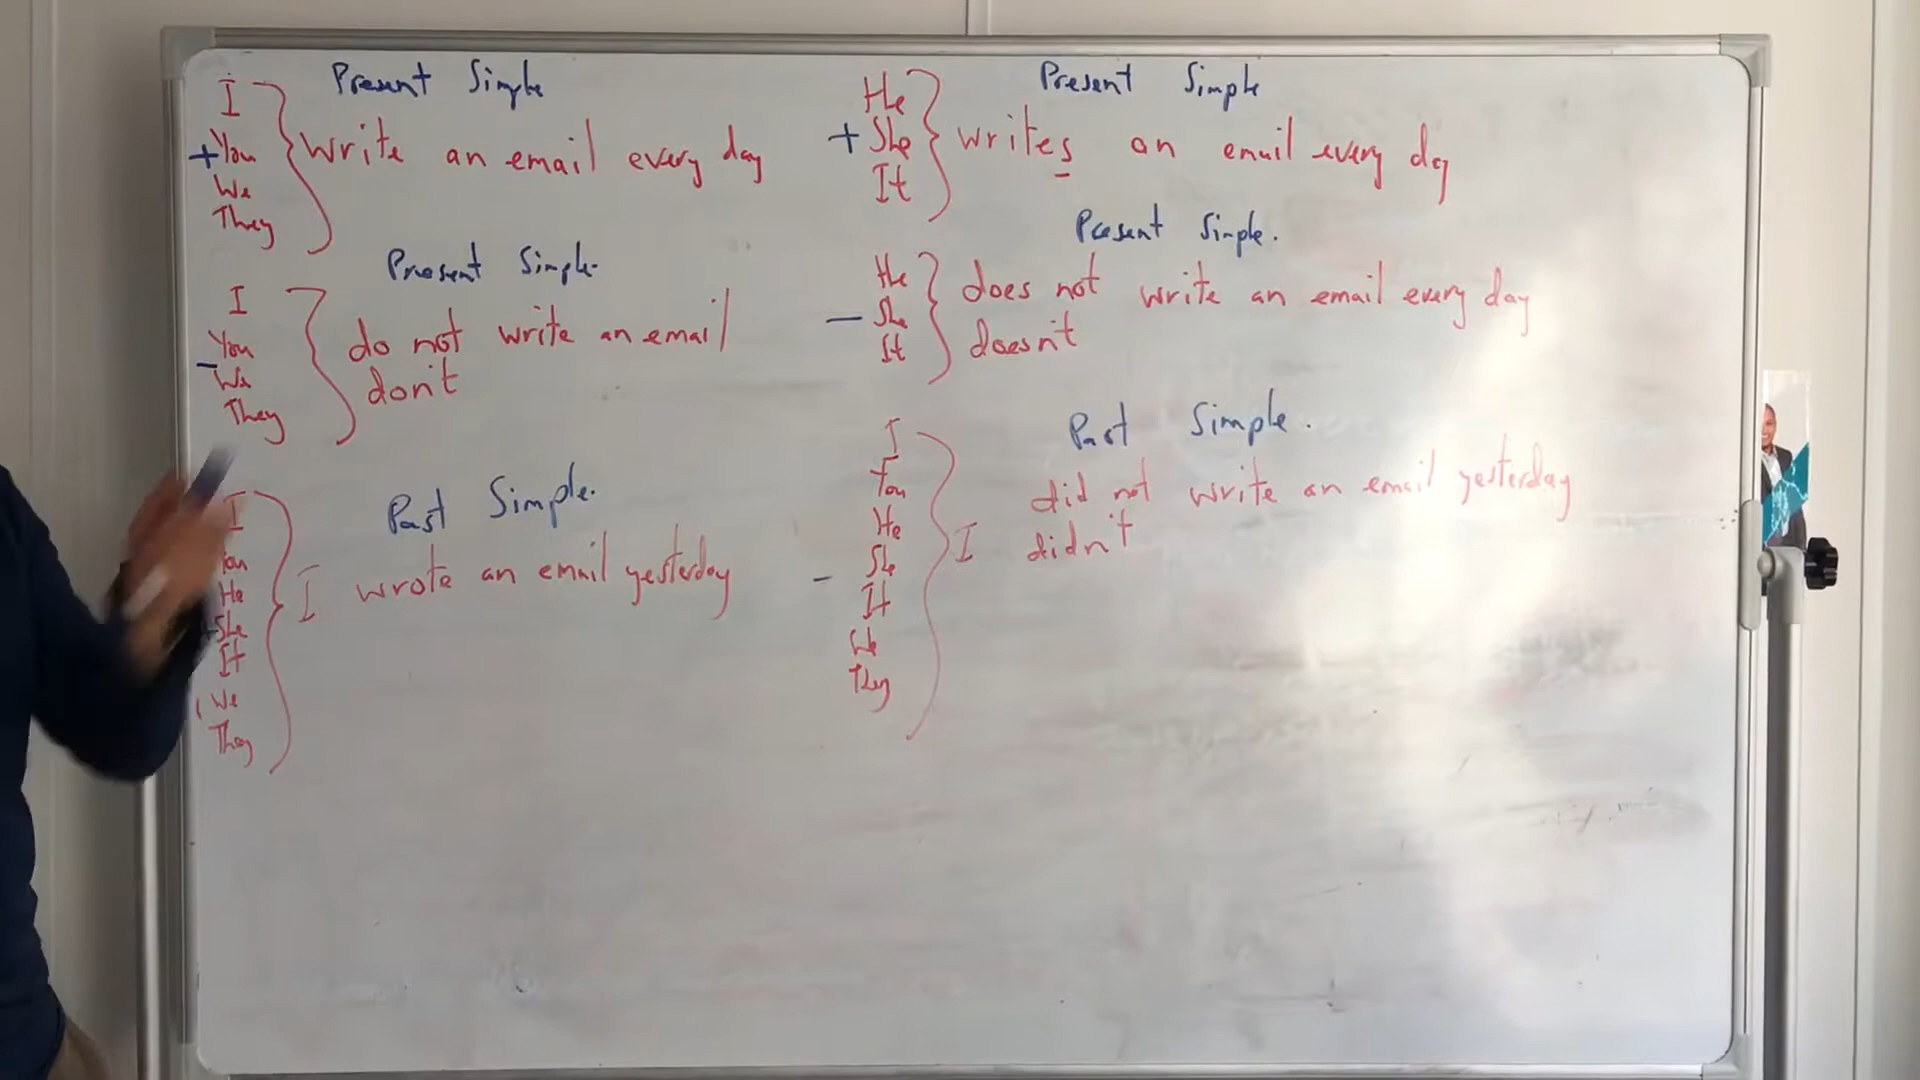 Present Simple
I
+ You
We
They
write an email every day
Present Simple
He
+ She
It
writes an email every day
Present Simple.
I
- You
We
They
do not write an email
don't
Present Simple.
He
- She
It
does not write an email every day
doesn't
Past Simple.
I
You
He
+ She
It
We
They
I wrote an email yesterday
Past Simple.
I
You
He
- She
It
We
They
I did not write an email yesterday
didn't